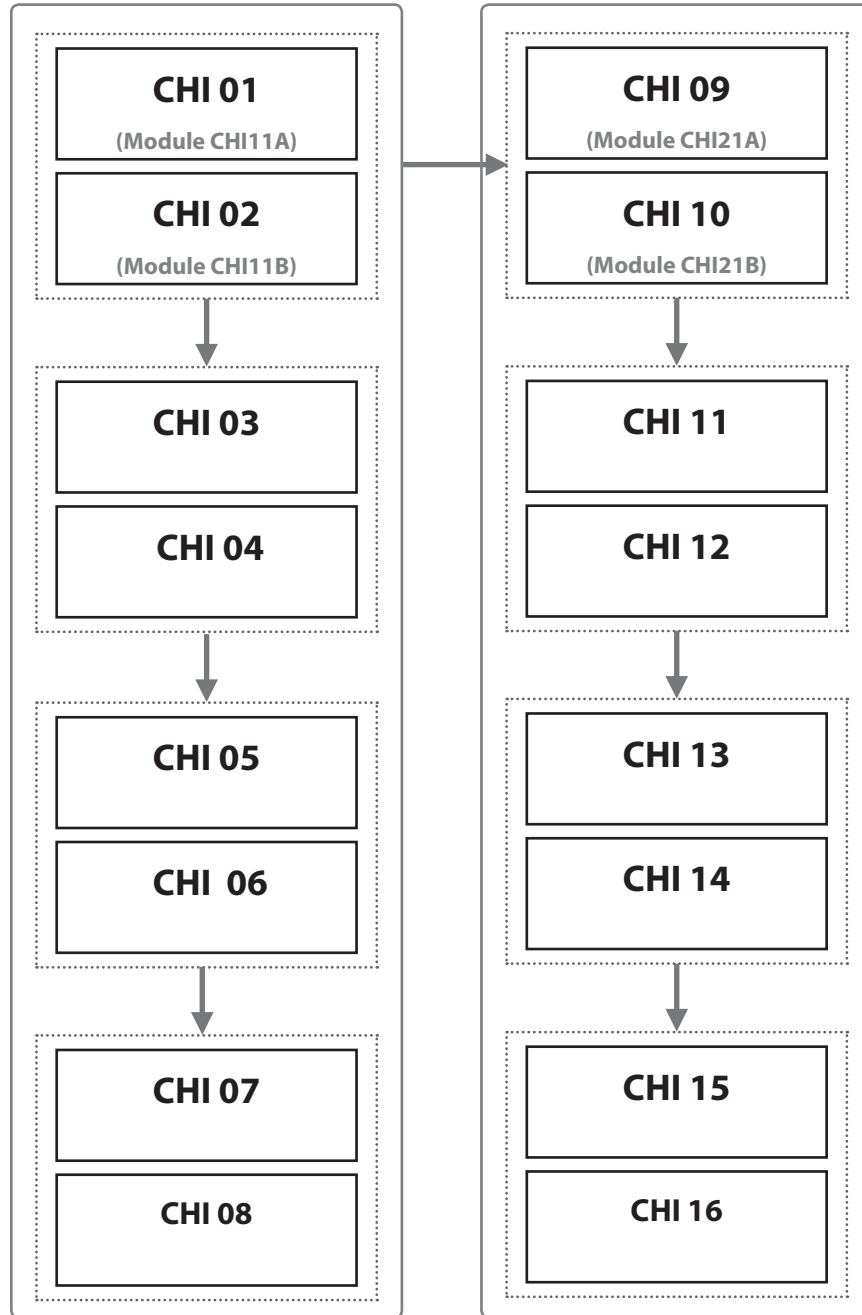 CHI 01
(Module CHI11A)
CHI 02
(Module CHI11B)
CHI 03
CHI 04
CHI 05
CHI  06
CHI 07
CHI 08
CHI 09
(Module CHI21A)
CHI 10
(Module CHI21B)
CHI 11
CHI 12
CHI 13
CHI 14
CHI 15
CHI 16